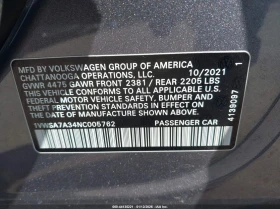 MFD BY VOLKSWAGEN GROUP OF AMERICA
CHATTANOOGA OPERATIONS, LLC. 10/2021 1
GVWR 4475 GAWR FRONT 2381 / REAR 2205 LBS
THIS VEHICLE CONFORMS TO ALL APPLICABLE
FEDERAL MOTOR VEHICLE SAFETY, BUMPER AND
THEFT PREVENTION STANDARDS IN EFFECT ON
THE DATE OF MANUFACTURE SHOWN ABOVE.
1VWSA7A34NC005762 PASSENGER CAR
4139097